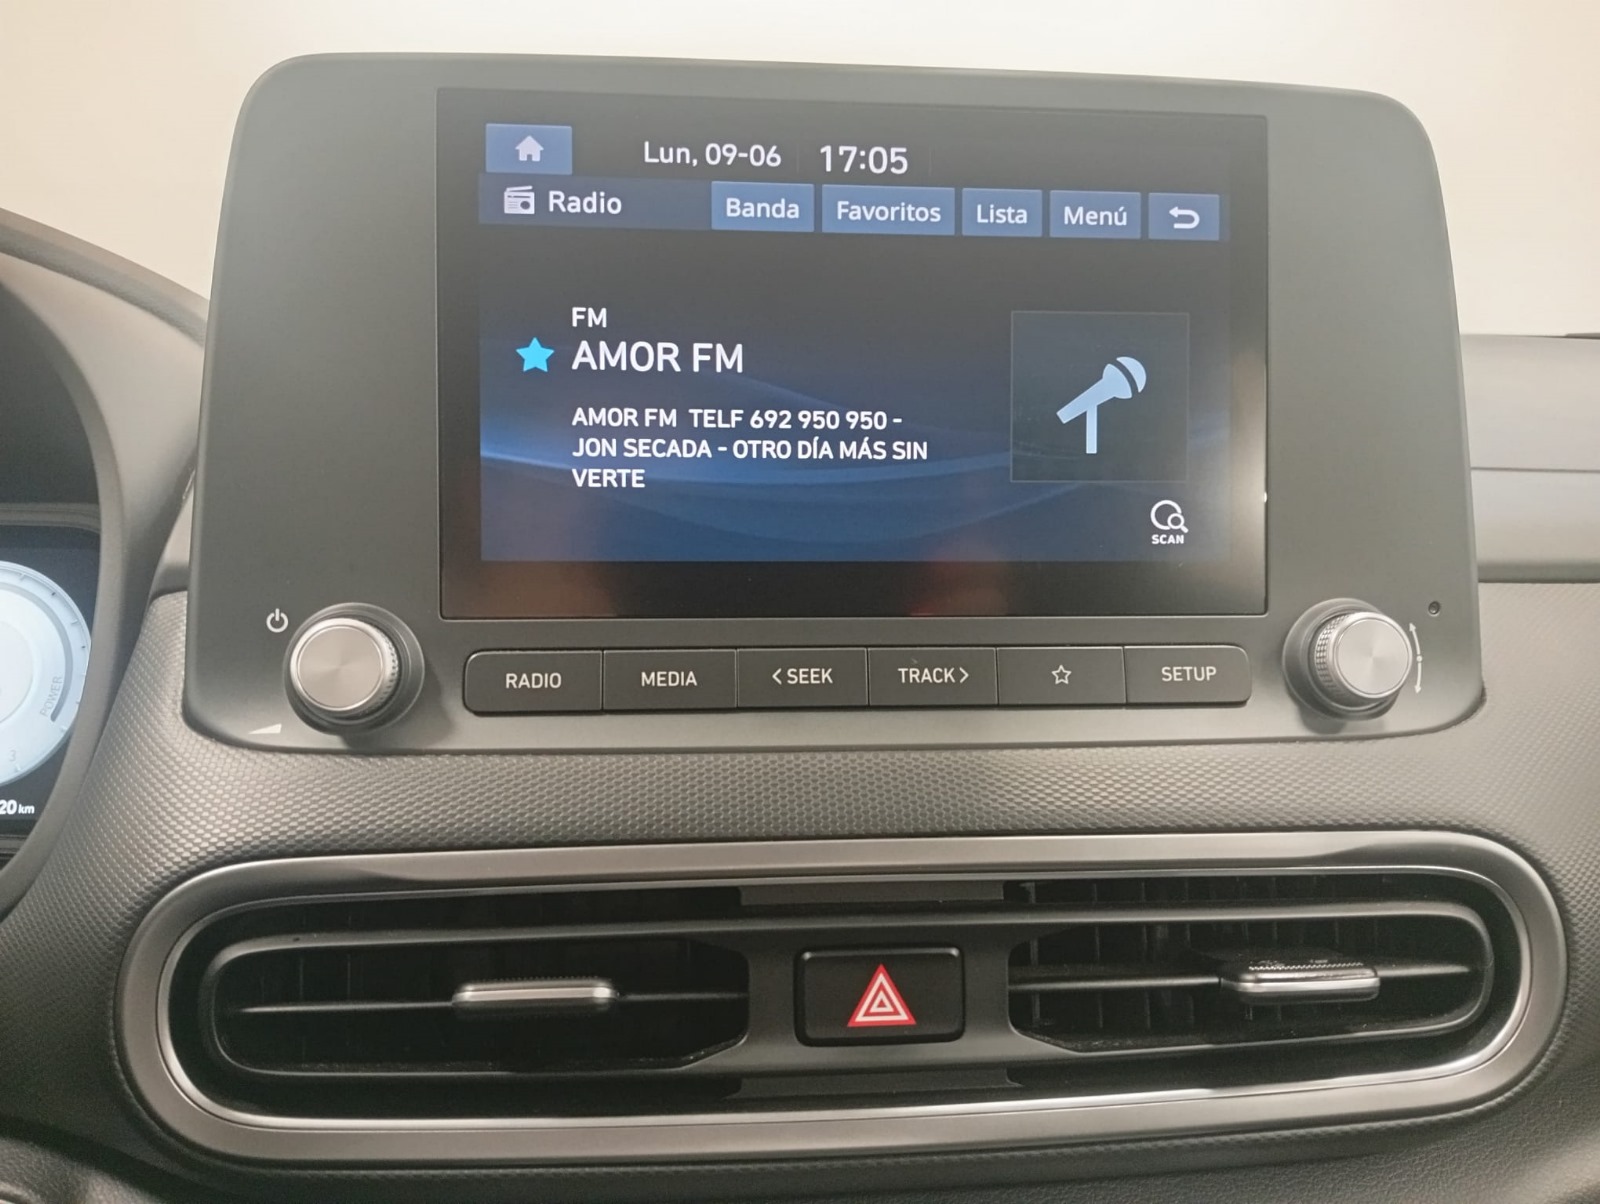 Lun, 09-06 17:05
Radio Banda Favoritos Lista Menú
FM
AMOR FM
AMOR FM TELF 692 950 950 -
JON SECADA - OTRO DÍA MÁS SIN
VERTE
SCAN
RADIO MEDIA < SEEK TRACK > SETUP
POWER
3
20 km